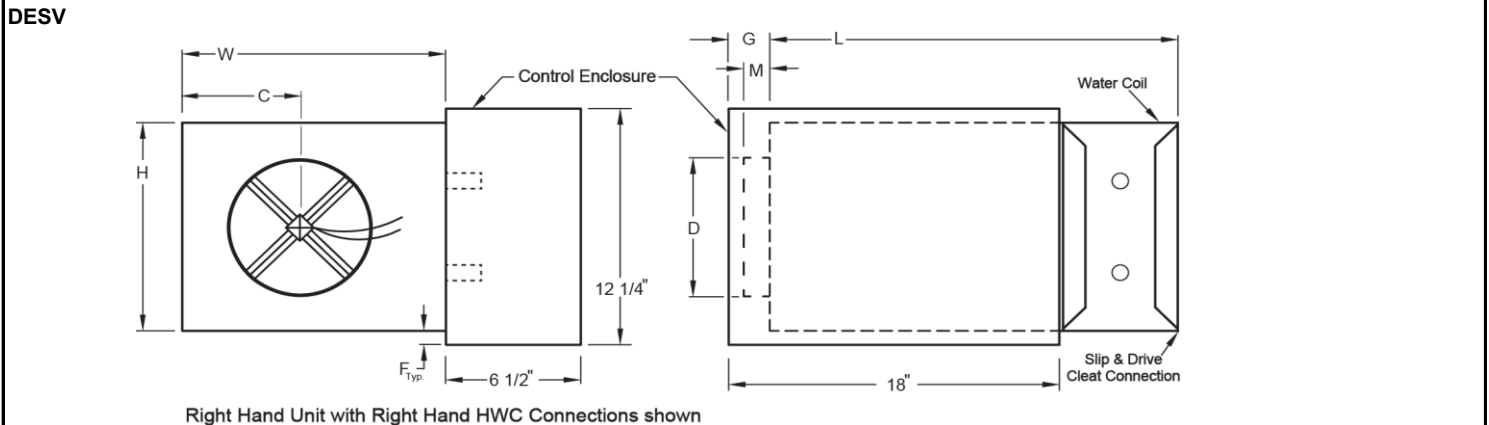 DESV
W
C
H
F Typ.
6 1/2"
12 1/4"
Control Enclosure
G
L
M
D
Water Coil
18"
Slip & Drive
Cleat Connection
Right Hand Unit with Right Hand HWC Connections shown